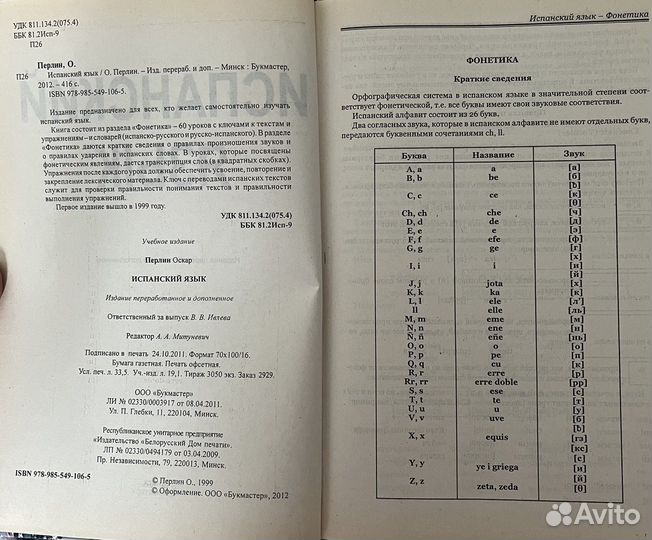 УДК 811.134.2(075.4)
ББК 81.2Исп-9
П26
Перлин, О.
П26 Испанский язык / О. Перлин. – Изд. перераб. и доп. – Минск : Букмастер,
2012. – 416 с.
ISBN 978-985-549-106-5.
Издание предназначено для всех, кто желает самостоятельно изучать
испанский язык.
Книга состоит из раздела «Фонетика» – 60 уроков с ключами к текстам и
упражнениям – и словарей (испанско-русского и русско-испанского). В разделе
«Фонетика» даются краткие сведения о правилах произношения звуков и
о правилах ударения в испанских словах. В уроках, которые посвящены
фонетическим явлениям, дается транскрипция слов (в квадратных скобках).
Упражнения после каждого урока должны обеспечить усвоение, повторение и
закрепление лексического материала. Ключ с переводами испанских текстов
служит для проверки правильности понимания текстов и правильности
выполнения упражнений.
Первое издание вышло в 1999 году.
УДК 811.134.2(075.4)
ББК 81.2Исп-9
Учебное издание
Перлин Оскар
ИСПАНСКИЙ ЯЗЫК
Издание переработанное и дополненное
Ответственный за выпуск В. В. Ивлева
Редактор А. А. Митуневич
Подписано в печать 24.10.2011. Формат 70х100/16.
Бумага газетная. Печать офсетная.
Усл. печ. л. 33,5. Уч.-изд. л. 19,1. Тираж 3050 экз. Заказ 2929.
ООО «Букмастер»
ЛИ № 02330/0003917 от 08.04.2011.
Ул. П. Глебки, 11, 220104, Минск.
Республиканское унитарное предприятие
«Издательство «Белорусский Дом печати».
ЛП № 02330/0494179 от 03.04.2009.
Пр. Независимости, 79, 220013, Минск.
© Перлин О., 1999
ISBN 978-985-549-106-5
© Оформление. ООО «Букмастер», 2012
Испанский язык – Фонетика
ФОНЕТИКА
Краткие сведения
Орфографическая система в испанском языке в значительной степени соот-
ветствует фонетической, т.е. все буквы имеют свои звуковые соответствия.
Испанский алфавит состоит из 26 букв.
Два согласных звука, которые в испанском алфавите не имеют отдельных букв,
передаются буквенными сочетаниями ch, ll.
Буква Название Звук
A, a a [а]
B, b be [б]
[b]
C, c ce [к]
[θ]
Ch, ch che [ч]
D, d de [д]
E, e e [э]
F, f efe [ф]
G, g ge [г]
[х]
I, i i [и]
[й]
J, j jota [х]
K, k ka [к]
L, l ele [л’]
ll elle [ль]
M, m eme [м]
N, n ene [н]
Ñ, ñ eñe [нь]
O, o o [о]
P, p pe [п]
Q, q cu [к]
R, r erre [р]
Rr, rr erre doble [рр]
S, s ese [с]
T, t te [т]
U, u u [у]
V, v uve [б]
[b]
X, x equis [гз]
[кс]
[с]
Y, y ye i griega [и]
[й]
Z, z zeta, zeda [θ]
Avito